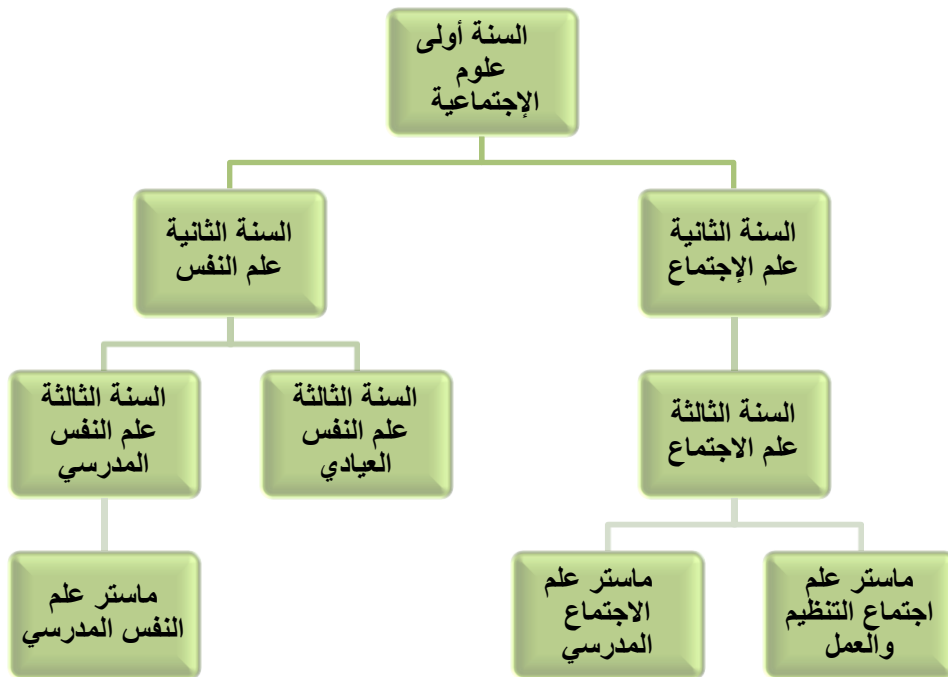 السنة أولى
علوم
الإجتماعية
السنة الثانية
علم الإجتماع
السنة الثانية
علم النفس
السنة الثالثة
علم الاجتماع
السنة الثالثة
علم النفس
العيادي
السنة الثالثة
علم النفس
المدرسي
ماستر علم
اجتماع التنظيم
والعمل
ماستر علم
الاجتماع
المدرسي
ماستر علم
النفس المدرسي